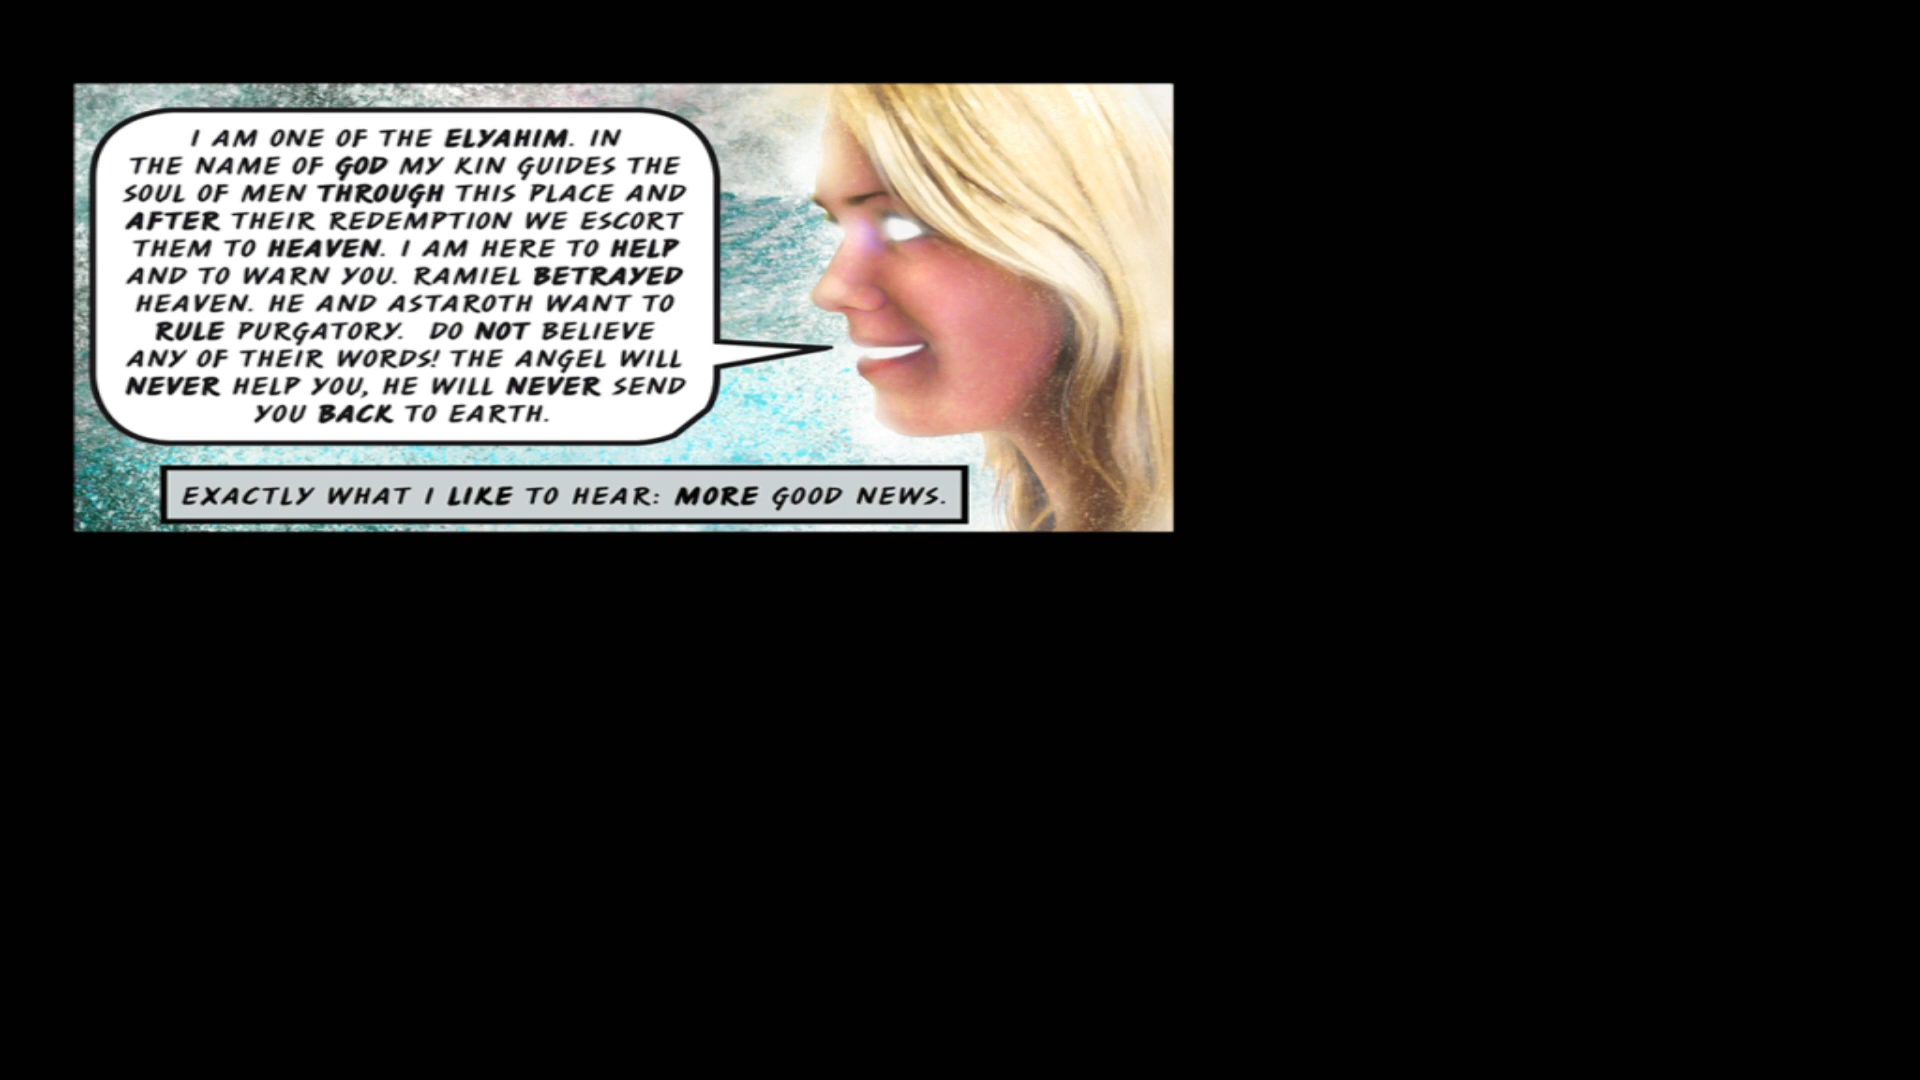 I AM ONE OF THE ELYAHIM. IN
THE NAME OF GOD MY KIN GUIDES THE
SOUL OF MEN THROUGH THIS PLACE AND
AFTER THEIR REDEMPTION WE ESCORT
THEM TO HEAVEN. I AM HERE TO HELP
AND TO WARN YOU. RAMIEL BETRAYED
HEAVEN. HE AND ASTAROTH WANT TO
RULE PURGATORY. DO NOT BELIEVE
ANY OF THEIR WORDS! THE ANGEL WILL
NEVER HELP YOU, HE WILL NEVER SEND
YOU BACK TO EARTH.
EXACTLY WHAT I LIKE TO HEAR: MORE GOOD NEWS.